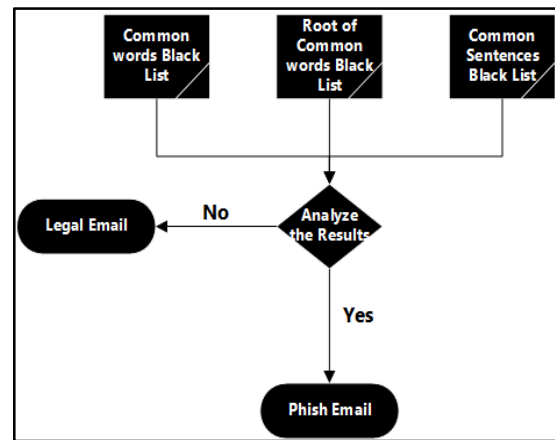 Common
words Black
List
Root of
Common
words Black
List
Common
Sentences
Black List
Analyze
the Results
No
Legal Email
Yes
Phish Email